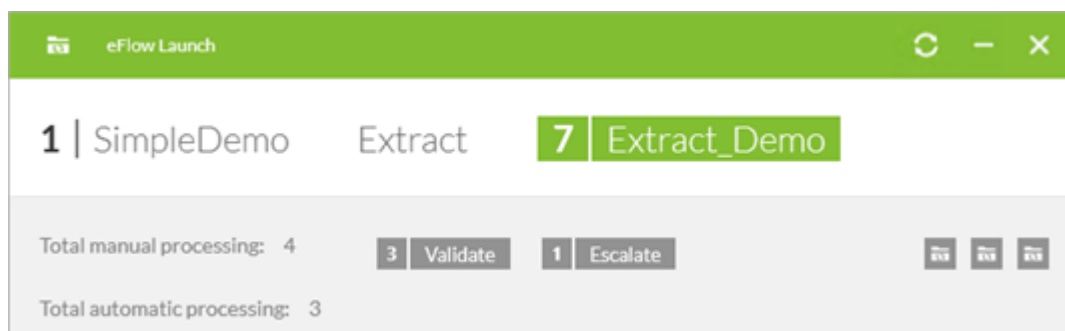 eFlow Launch
1 | SimpleDemo Extract 7 | Extract_Demo
Total manual processing: 4 3 Validate 1 Escalate
Total automatic processing: 3